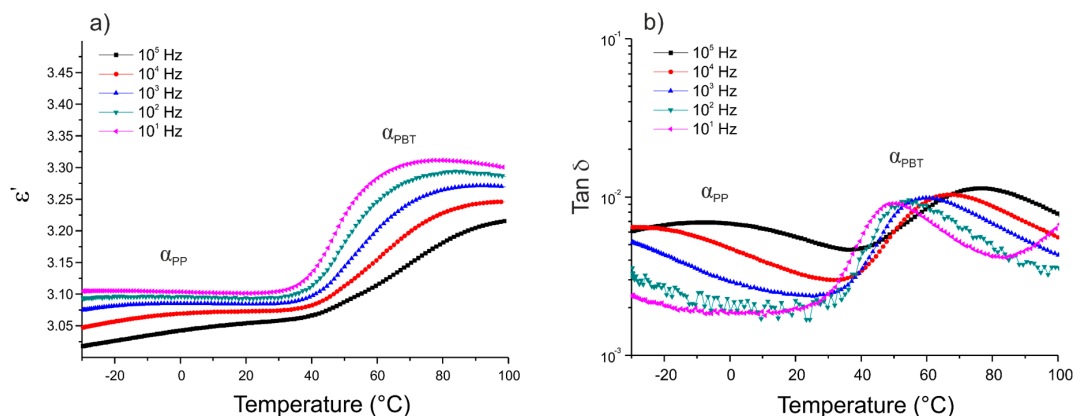 a)
10⁵ Hz
10⁴ Hz
10³ Hz
10² Hz
10¹ Hz
3.45
3.40
3.35
3.30
3.25
3.20
3.15
3.10
3.05
ε'
αPP
αPBT
-20 0 20 40 60 80 100
Temperature (°C)
b)
10⁵ Hz
10⁴ Hz
10³ Hz
10² Hz
10¹ Hz
10⁻¹
10⁻²
10⁻³
Tan δ
αPP
αPBT
-20 0 20 40 60 80 100
Temperature (°C)